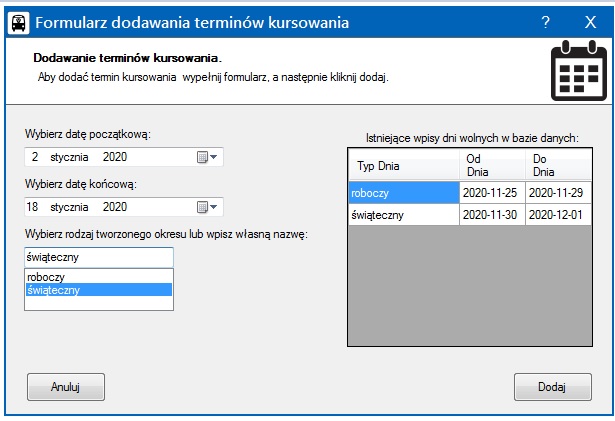 Formularz dodawania terminów kursowania ? X
Dodawanie terminów kursowania.
Aby dodać termin kursowania wypełnij formularz, a następnie kliknij dodaj.
Wybierz datę początkową:
2 stycznia 2020
Wybierz datę końcową:
18 stycznia 2020
Wybierz rodzaj tworzonego okresu lub wpisz własną nazwę:
świąteczny
roboczy
świąteczny
Istniejące wpisy dni wolnych w bazie danych:
Typ Dnia Od Dnia Do Dnia
roboczy 2020-11-25 2020-11-29
świąteczny 2020-11-30 2020-12-01
Anuluj Dodaj